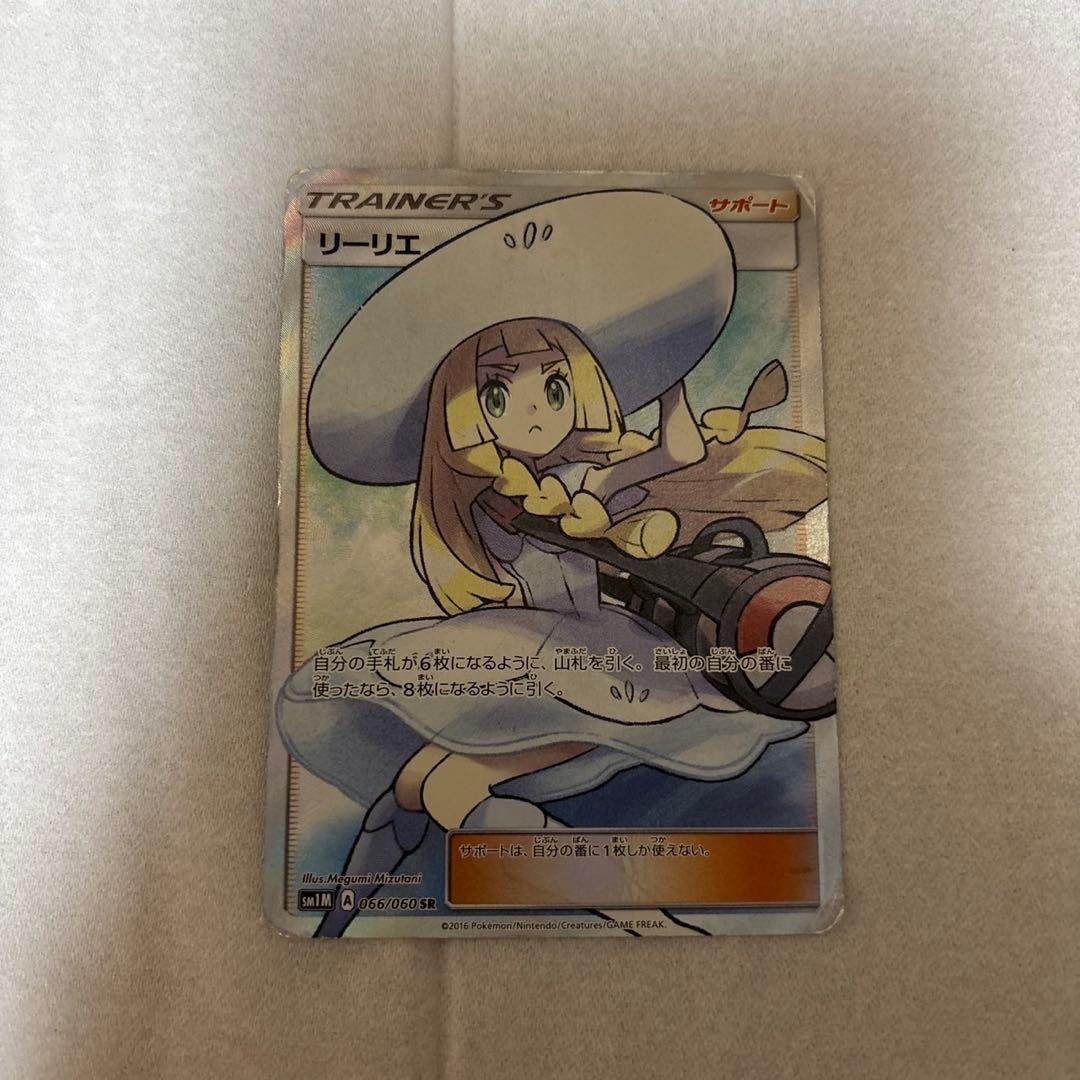 TRAINER'S サポート
リーリエ
自分の手札が6枚になるように、山札を引く。最初の自分の番に
使ったなら、8枚になるように引く。
サポートは、自分の番に1枚しか使えない。
Illus.Megumi Mizutani
SM1M A 066/060 SR
©2016 Pokémon/Nintendo/Creatures/GAME FREAK.